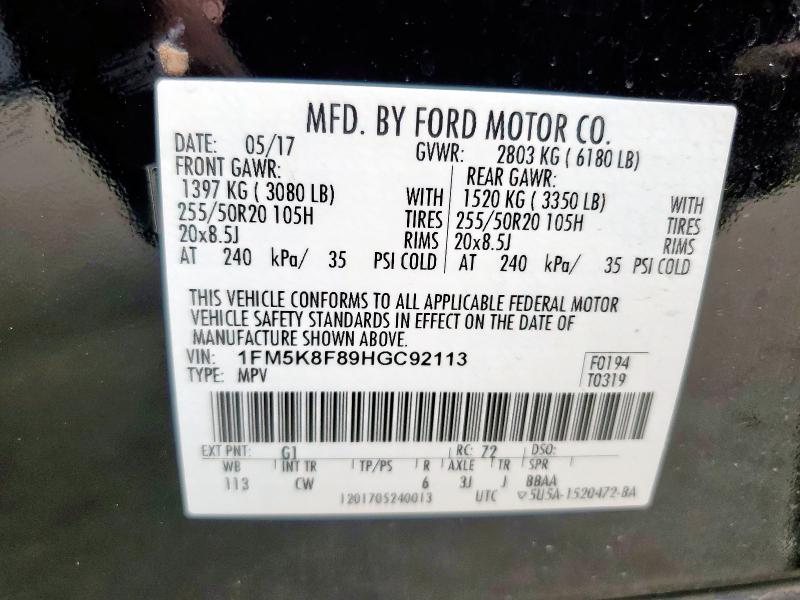 MFD. BY FORD MOTOR CO.
DATE: 05/17 GVWR: 2803 KG ( 6180 LB)
FRONT GAWR: REAR GAWR:
1397 KG ( 3080 LB) WITH 1520 KG ( 3350 LB) WITH
255/50R20 105H TIRES 255/50R20 105H TIRES
20x8.5J RIMS 20x8.5J RIMS
AT 240 kPa/ 35 PSI COLD AT 240 kPa/ 35 PSI COLD
THIS VEHICLE CONFORMS TO ALL APPLICABLE FEDERAL MOTOR
VEHICLE SAFETY STANDARDS IN EFFECT ON THE DATE OF
MANUFACTURE SHOWN ABOVE.
VIN: 1FM5K8F89HGC92113 F0194
TYPE: MPV T0319
EXT PNT: G1 RC: 72 DSO:
WB INT TR TP/PS R AXLE TR SPR
113 CW 6 3J J BBAA
1201705240013 UTC ▽5U5A-1520472-BA